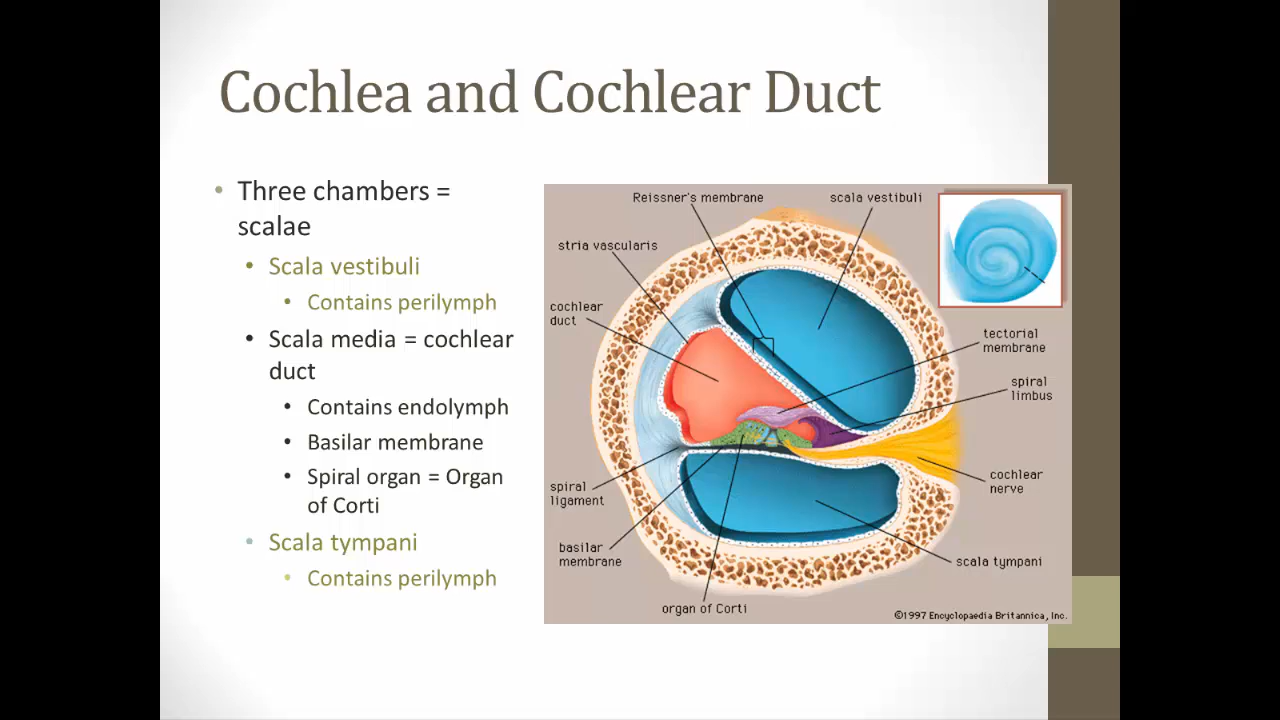 Cochlea and Cochlear Duct
• Three chambers =
scalae
• Scala vestibuli
• Contains perilymph
• Scala media = cochlear
duct
• Contains endolymph
• Basilar membrane
• Spiral organ = Organ
of Corti
• Scala tympani
• Contains perilymph
Reissner's membrane
scala vestibuli
stria vascularis
cochlear
duct
tectorial
membrane
spiral
limbus
cochlear
nerve
spiral
ligament
basilar
membrane
scala tympani
organ of Corti
©1997 Encyclopaedia Britannica, Inc.